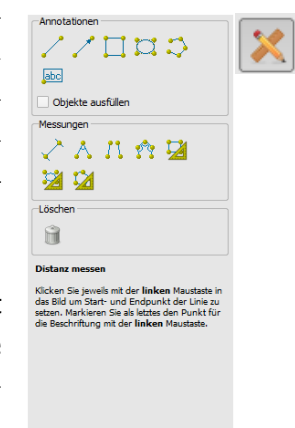 Annotationen
abc
Objekte ausfüllen
Messungen
Löschen
Distanz messen
Klicken Sie jeweils mit der linken Maustaste in
das Bild um Start- und Endpunkt der Linie zu
setzen. Markieren Sie als letztes den Punkt für
die Beschriftung mit der linken Maustaste.